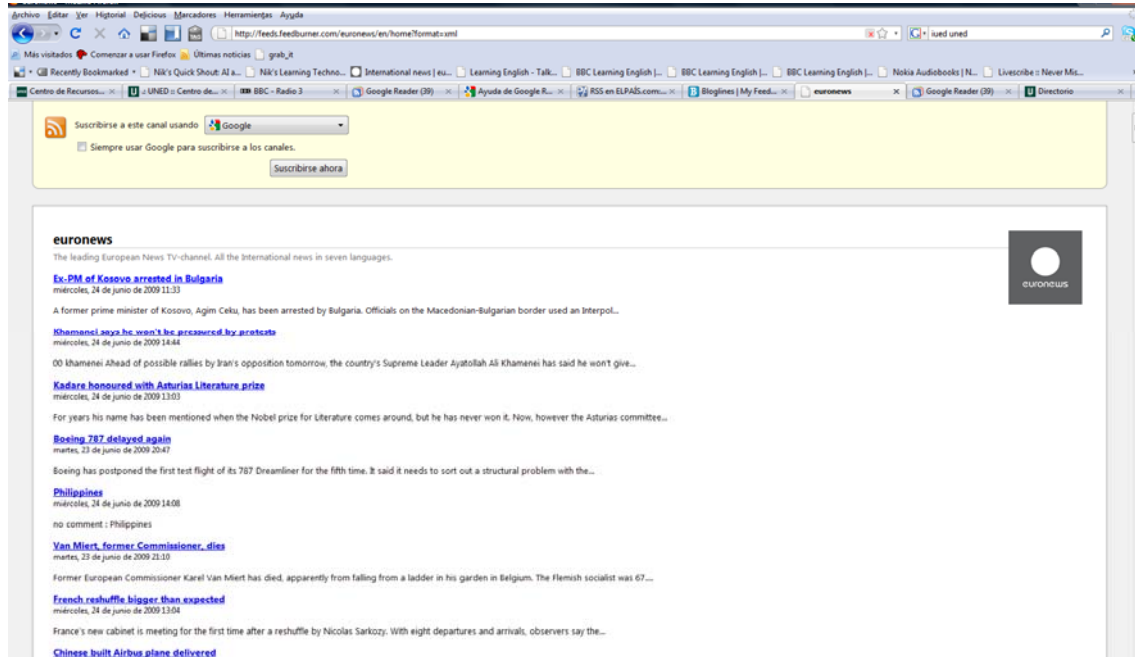 Archivo Editar Ver Historial Delicious Marcadores Herramientas Ayuda
http://feeds.feedburner.com/euronews/en/home?format=xml
iued uned
Más visitados Comenzar a usar Firefox Últimas noticias grab_it
Recently Bookmarked Nik's Quick Shout: AI a... Nik's Learning Techno... International news | eu... Learning English - Talk... BBC Learning English |... BBC Learning English |... BBC Learning English |... Nokia Audiobooks | N... Livescribe :: Never Mis...
Centro de Recursos... .: UNED :: Centro de... BBC - Radio 3 Google Reader (39) Ayuda de Google R... RSS en ELPAÍS.com:... Bloglines | My Feed... euronews Google Reader (39) Directorio
Suscribirse a este canal usando Google
Siempre usar Google para suscribirse a los canales.
Suscribirse ahora
euronews
The leading European News TV-channel. All the International news in seven languages.
euronews
Ex-PM of Kosovo arrested in Bulgaria
miércoles, 24 de junio de 2009 11:33
A former prime minister of Kosovo, Agim Ceku, has been arrested by Bulgaria. Officials on the Macedonian-Bulgarian border used an Interpol...
Khamenei says he won't be pressured by protests
miércoles, 24 de junio de 2009 14:44
00 khamenei Ahead of possible rallies by Iran's opposition tomorrow, the country's Supreme Leader Ayatollah Ali Khamenei has said he won't give...
Kadare honoured with Asturias Literature prize
miércoles, 24 de junio de 2009 13:03
For years his name has been mentioned when the Nobel prize for Literature comes around, but he has never won it. Now, however the Asturias committee...
Boeing 787 delayed again
martes, 23 de junio de 2009 20:47
Boeing has postponed the first test flight of its 787 Dreamliner for the fifth time. It said it needs to sort out a structural problem with the...
Philippines
miércoles, 24 de junio de 2009 14:08
no comment : Philippines
Van Miert, former Commissioner, dies
martes, 23 de junio de 2009 21:10
Former European Commissioner Karel Van Miert has died, apparently from falling from a ladder in his garden in Belgium. The Flemish socialist was 67....
French reshuffle bigger than expected
miércoles, 24 de junio de 2009 13:04
France's new cabinet is meeting for the first time after a reshuffle by Nicolas Sarkozy. With eight departures and arrivals, observers say the...
Chinese built Airbus plane delivered